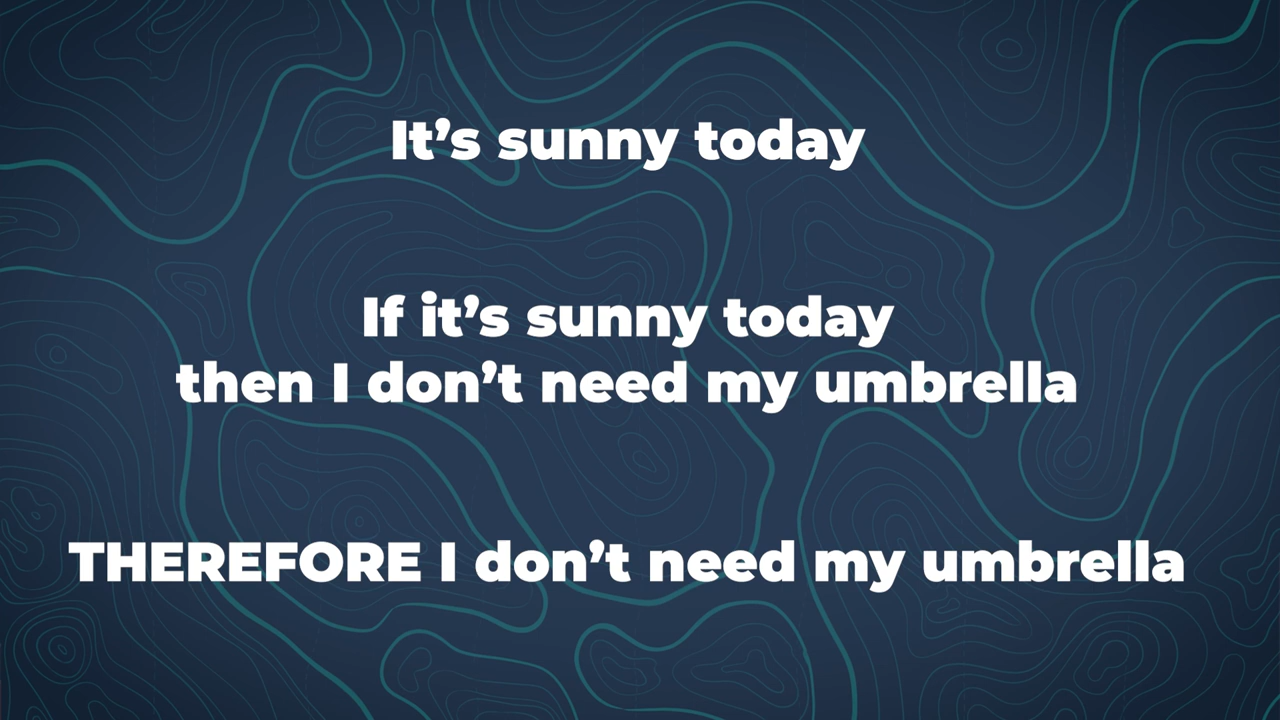 It’s sunny today
If it’s sunny today
then I don’t need my umbrella
THEREFORE I don’t need my umbrella